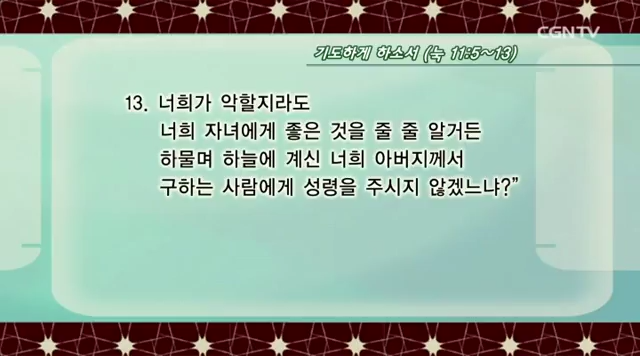 CGNTV
기도하게 하소서 (눅 11:5~13)
13. 너희가 악할지라도
너희 자녀에게 좋은 것을 줄 줄 알거든
하물며 하늘에 계신 너희 아버지께서
구하는 사람에게 성령을 주시지 않겠느냐?”